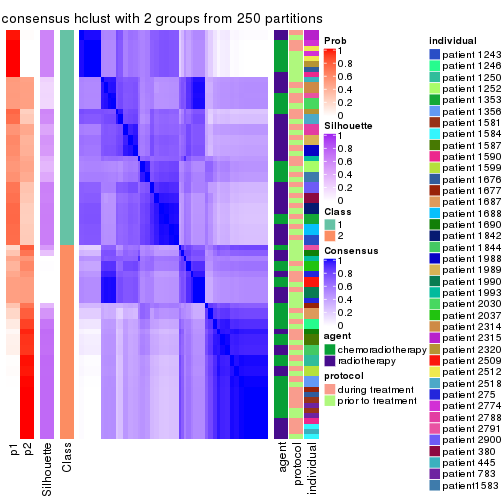 consensus hclust with 2 groups from 250 partitions
Prob
1
0.8
0.6
0.4
0.2
0
Silhouette
1
0.8
0.6
0.4
0.2
0
Class
1
2
Consensus
1
0.8
0.6
0.4
0.2
0
agent
chemoradiotherapy
radiotherapy
protocol
during treatment
prior to treatment
individual
patient 1243
patient 1246
patient 1250
patient 1252
patient 1353
patient 1356
patient 1581
patient 1584
patient 1587
patient 1590
patient 1599
patient 1676
patient 1677
patient 1687
patient 1688
patient 1690
patient 1842
patient 1844
patient 1988
patient 1989
patient 1990
patient 1993
patient 2030
patient 2037
patient 2314
patient 2315
patient 2320
patient 2509
patient 2512
patient 2518
patient 275
patient 2774
patient 2788
patient 2791
patient 2900
patient 380
patient 445
patient 783
patient1583
p1
p2
Silhouette
Class
agent
protocol
individual